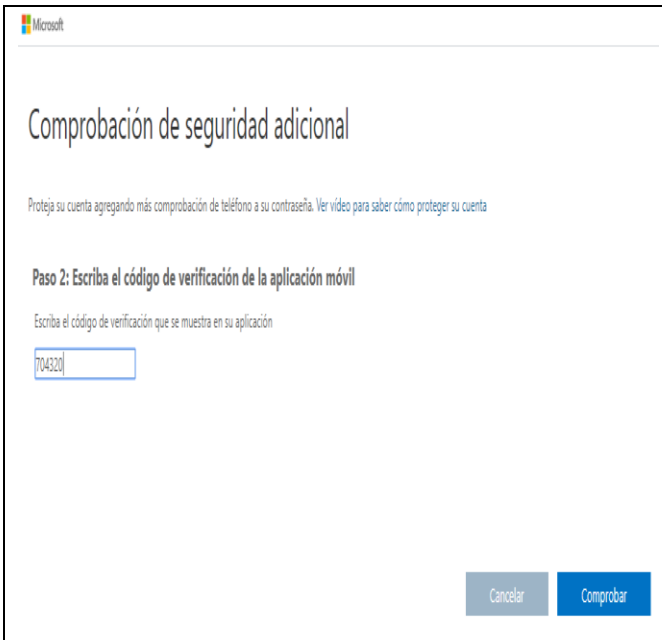 Microsoft
Comprobación de seguridad adicional
Proteja su cuenta agregando más comprobación de teléfono a su contraseña. Ver vídeo para saber cómo proteger su cuenta
Paso 2: Escriba el código de verificación de la aplicación móvil
Escriba el código de verificación que se muestra en su aplicación
704320
Cancelar Comprobar